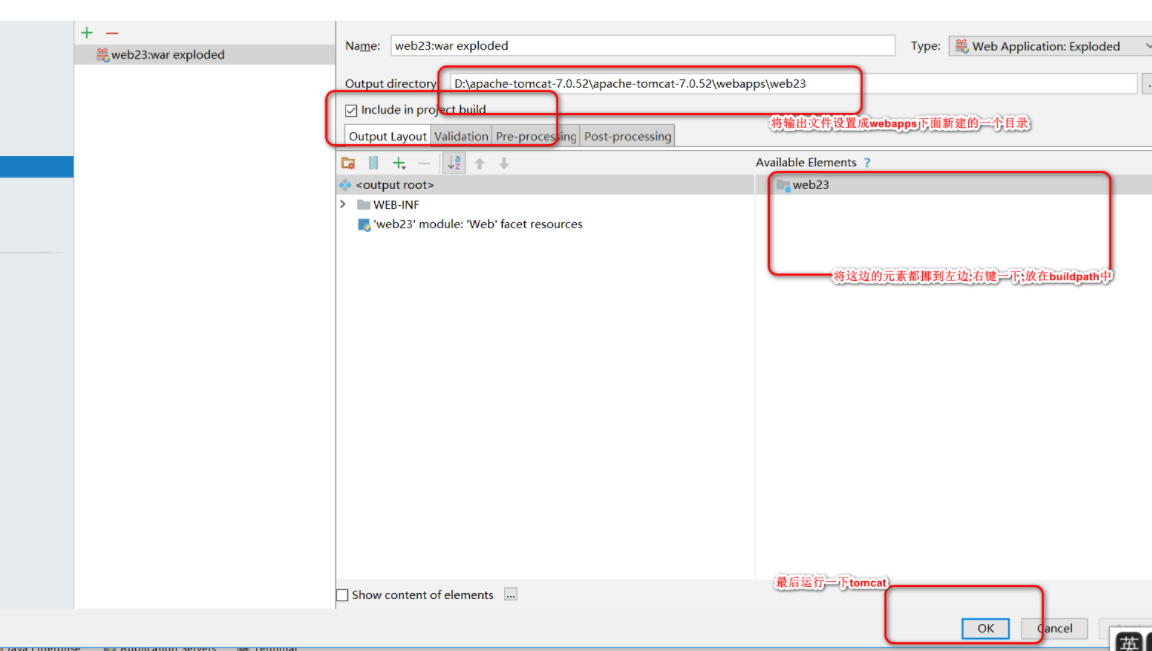 web23:war exploded
Name: web23:war exploded Type: Web Application: Exploded
Output directory D:\apache-tomcat-7.0.52\apache-tomcat-7.0.52\webapps\web23 ..
Include in project build
将输出文件设置成webapps下面新建的一个目录
Output Layout Validation Pre-processing Post-processing
Available Elements ?
<output root> web23
WEB-INF
'web23' module: 'Web' facet resources
将这边的元素都挪到左边;右键一下;放在buildpath中
最后运行一下tomcat
Show content of elements ...
OK Cancel
英
Java Enterprise Application Servers Terminal